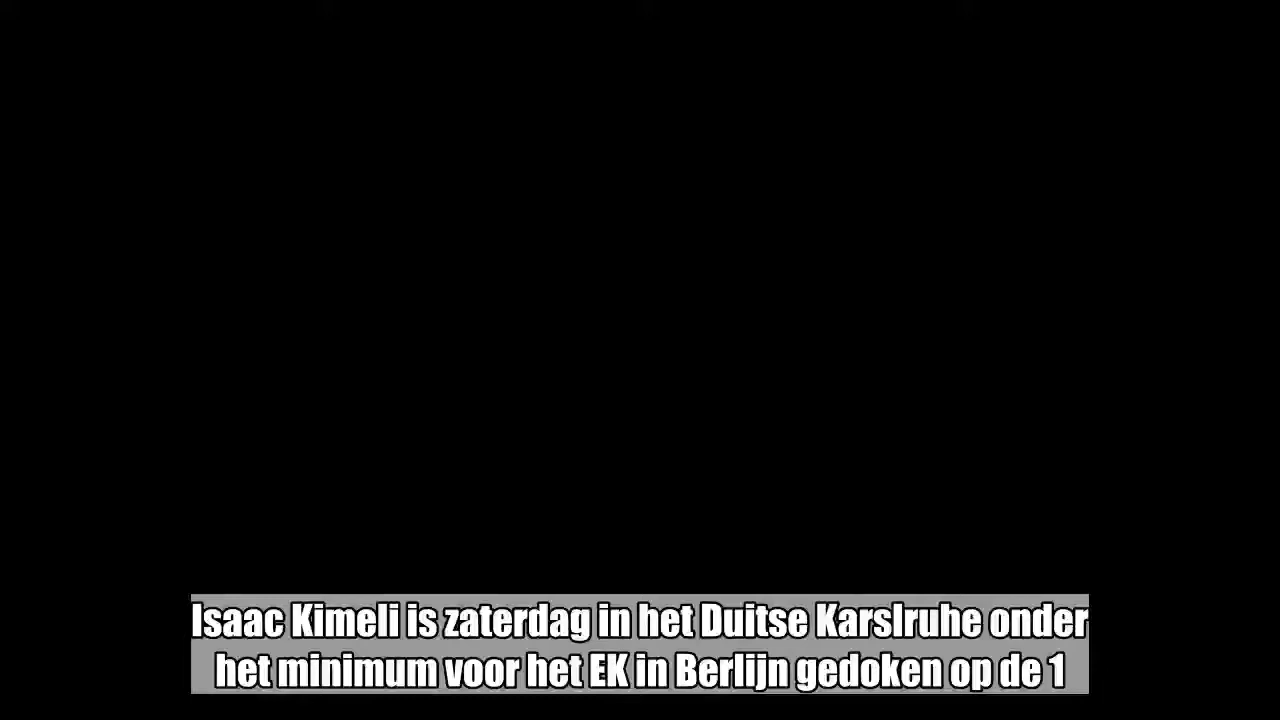 Isaac Kimeli is zaterdag in het Duitse Karslruhe onder
het minimum voor het EK in Berlijn gedoken op de 1